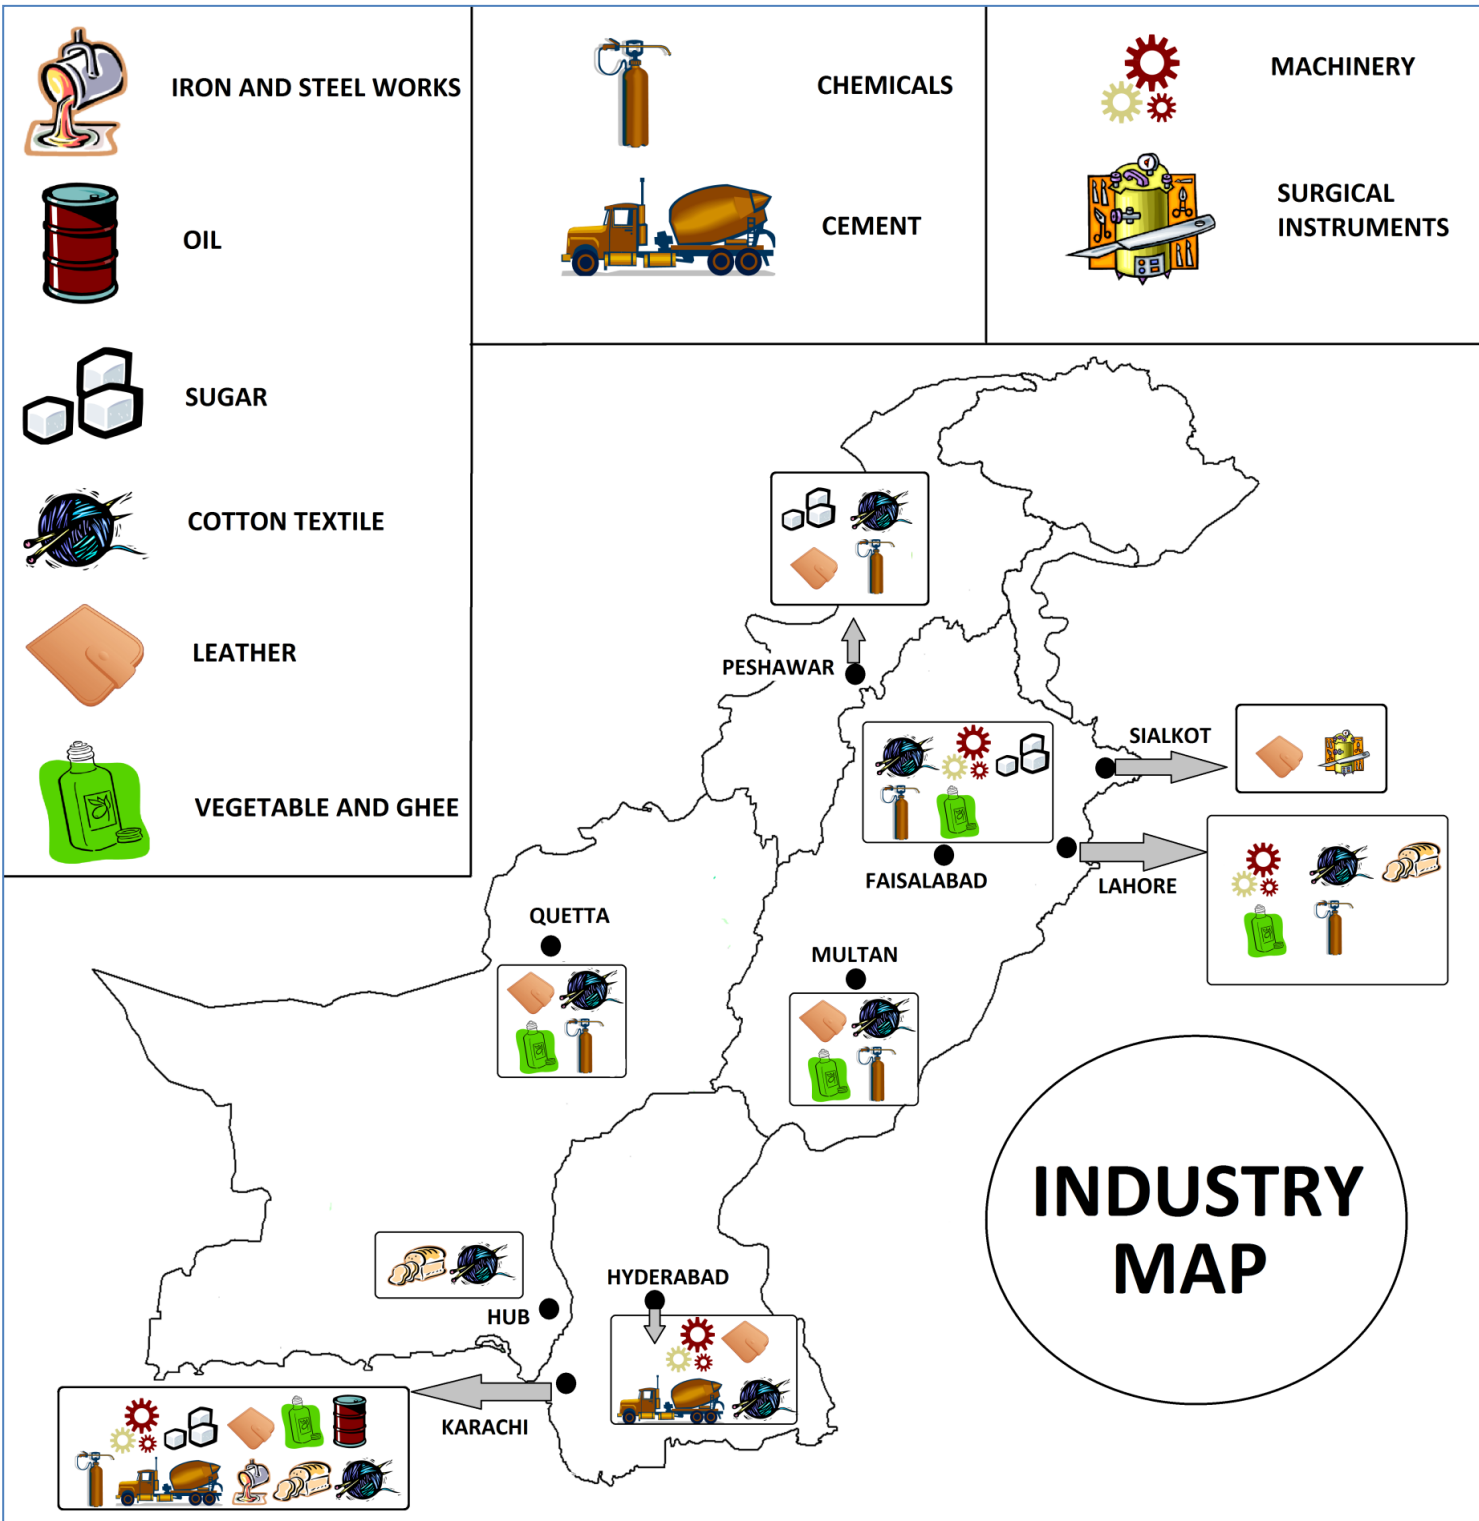 IRON AND STEEL WORKS
OIL
SUGAR
COTTON TEXTILE
LEATHER
VEGETABLE AND GHEE
CHEMICALS
CEMENT
MACHINERY
SURGICAL
INSTRUMENTS
PESHAWAR
SIALKOT
FAISALABAD
LAHORE
QUETTA
MULTAN
HYDERABAD
HUB
KARACHI
INDUSTRY
MAP